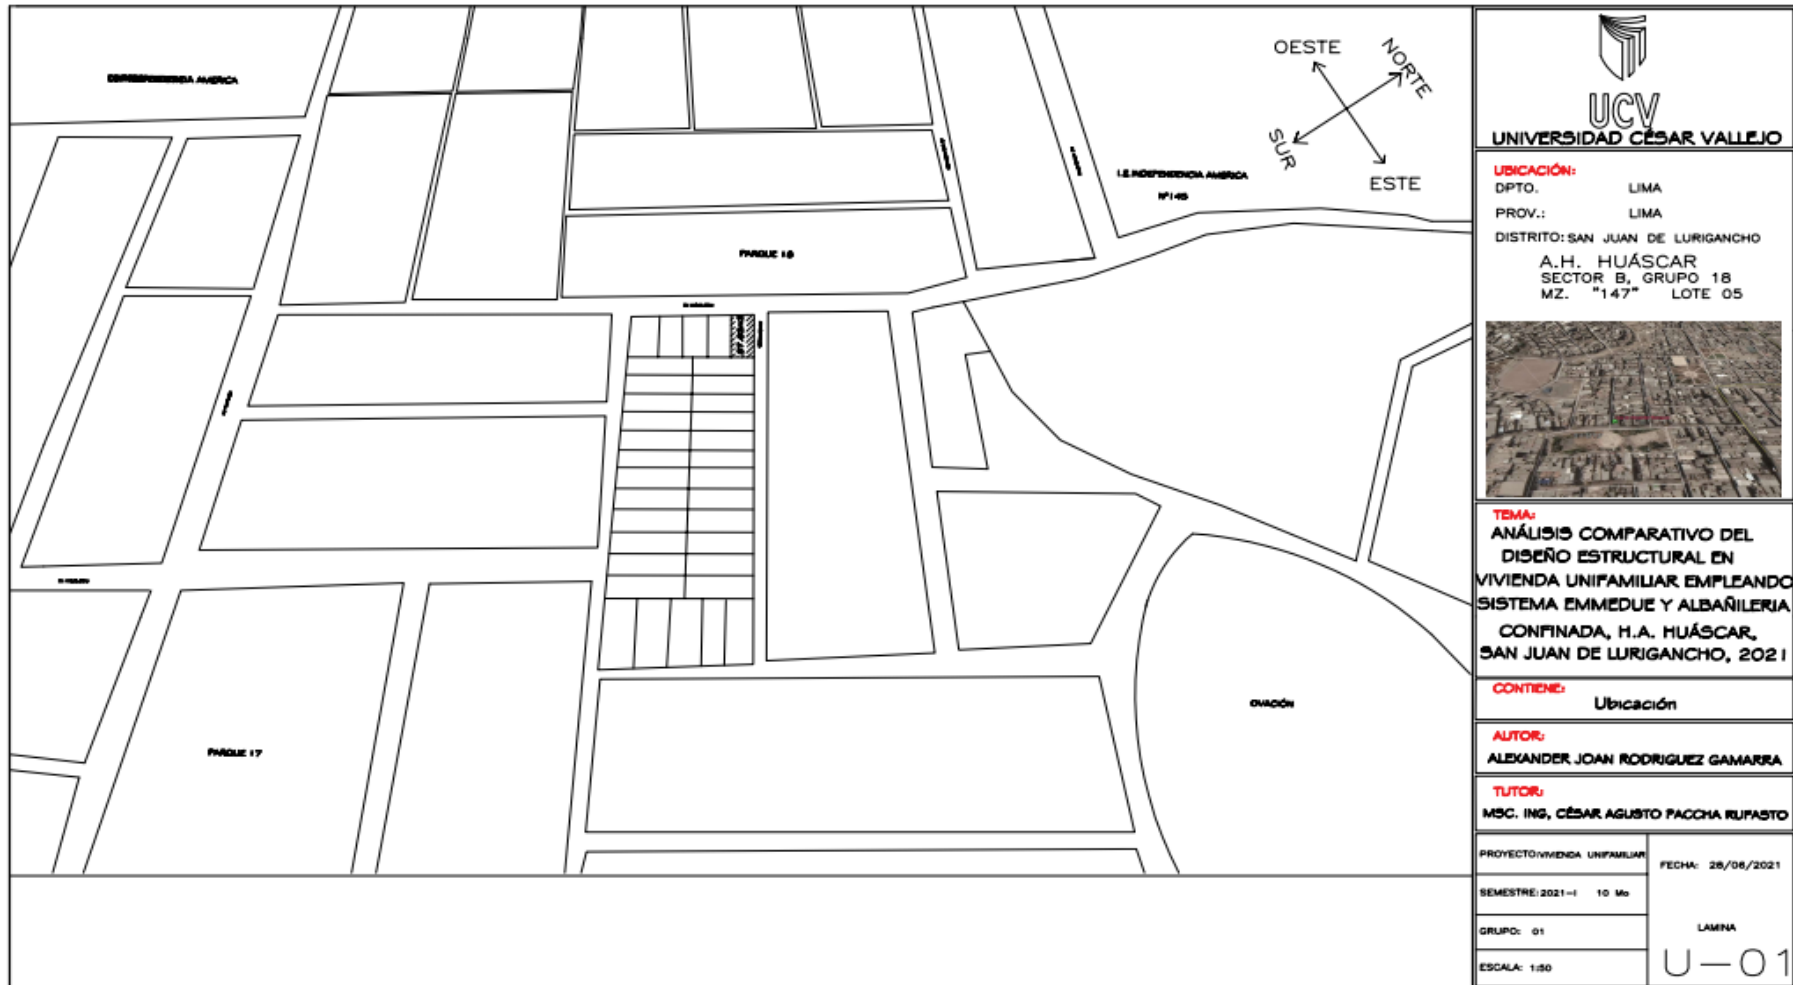 OESTE
NORTE
SUR
ESTE
I.E. INDEPENDENCIA AMERICA
N°145
PARQUE 18
PARQUE 17
OVACIÓN
UCV
UNIVERSIDAD CÉSAR VALLEJO
UBICACIÓN:
DPTO. LIMA
PROV.: LIMA
DISTRITO: SAN JUAN DE LURIGANCHO
A.H. HUÁSCAR
SECTOR B, GRUPO 18
MZ. "147" LOTE 05
TEMA:
ANÁLISIS COMPARATIVO DEL
DISEÑO ESTRUCTURAL EN
VIVIENDA UNIFAMILIAR EMPLEANDO
SISTEMA EMMEDUE Y ALBAÑILERIA
CONFINADA, H.A. HUÁSCAR,
SAN JUAN DE LURIGANCHO, 2021
CONTIENE:
Ubicación
AUTOR:
ALEXANDER JOAN RODRIGUEZ GAMARRA
TUTOR:
MSC. ING, CÉSAR AGUSTO PACCHA RUFASTO
PROYECTO:VIVIENDA UNIFAMILIAR
FECHA: 28/06/2021
SEMESTRE: 2021-I 10 Mo
GRUPO: 01
LAMINA
ESCALA: 1:50
U-01